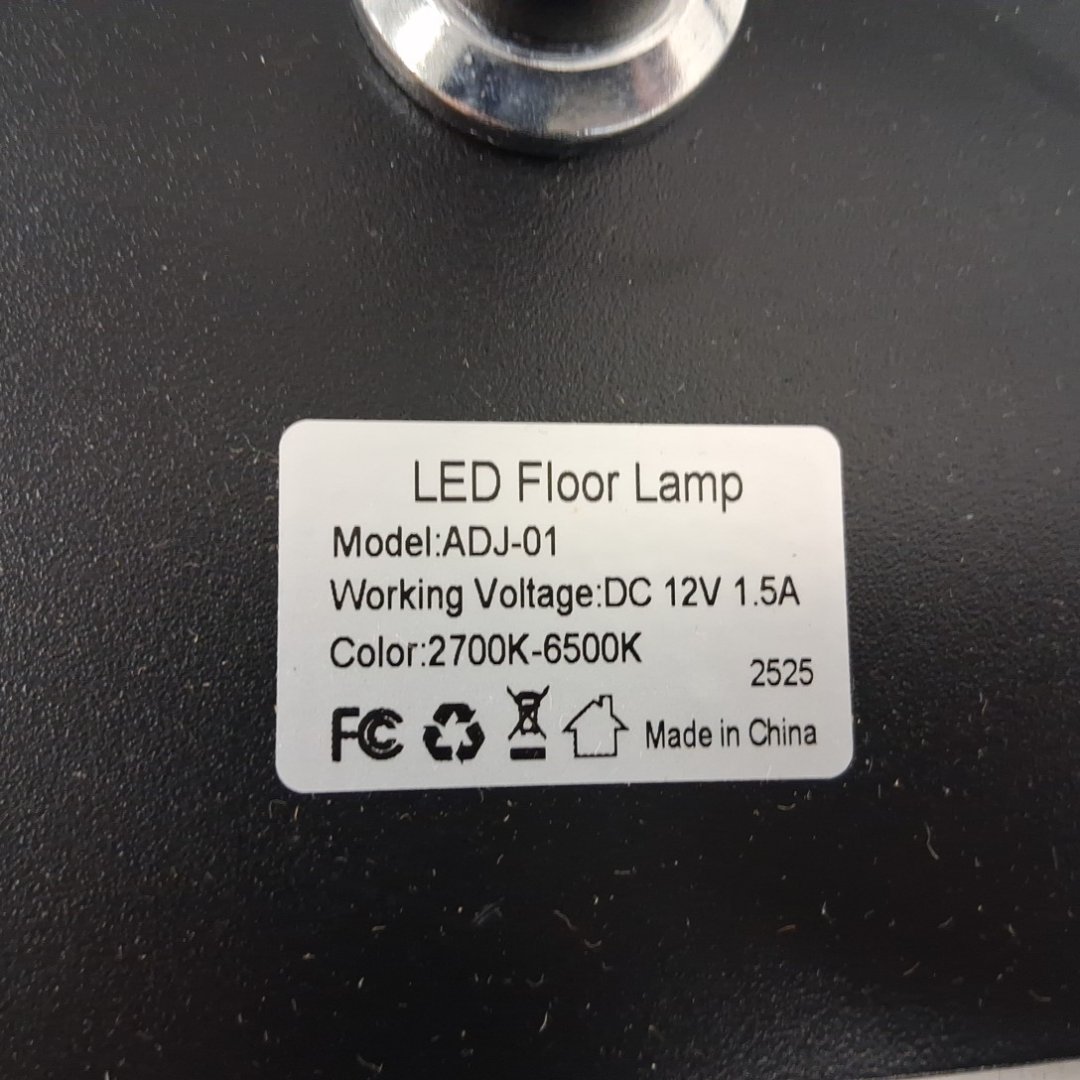 LED Floor Lamp
Model:ADJ-01
Working Voltage:DC 12V 1.5A
Color:2700K-6500K
2525
FC Made in China